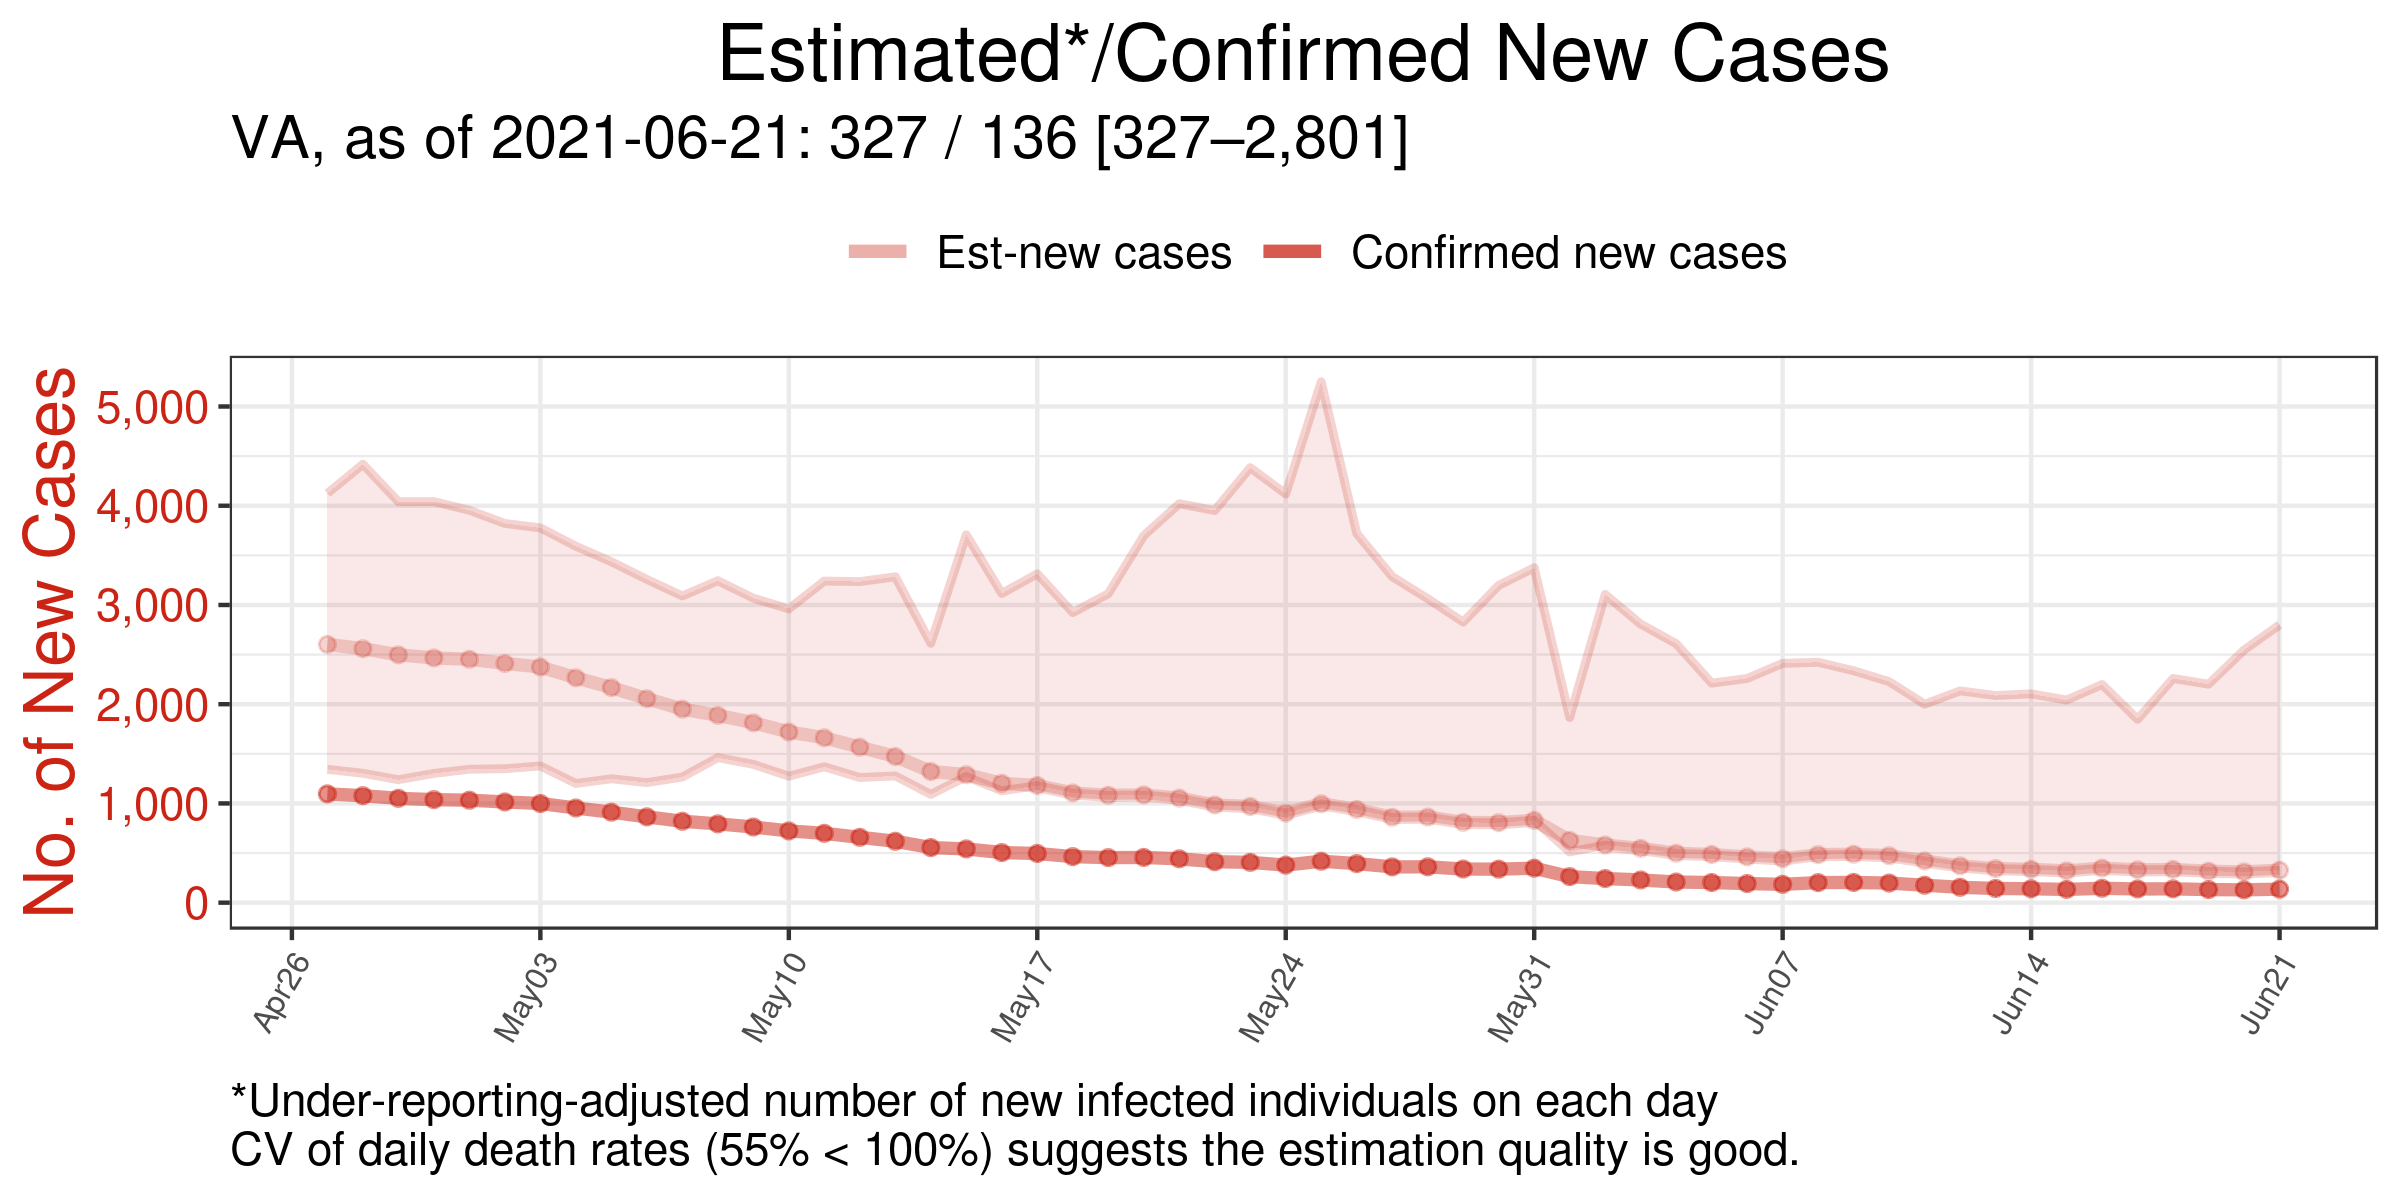 Estimated*/Confirmed New Cases
VA, as of 2021-06-21: 327 / 136 [327–2,801]
Est-new cases Confirmed new cases
No. of New Cases
5,000
4,000
3,000
2,000
1,000
0
Apr26 May03 May10 May17 May24 May31 Jun07 Jun14 Jun21
*Under-reporting-adjusted number of new infected individuals on each day
CV of daily death rates (55% < 100%) suggests the estimation quality is good.